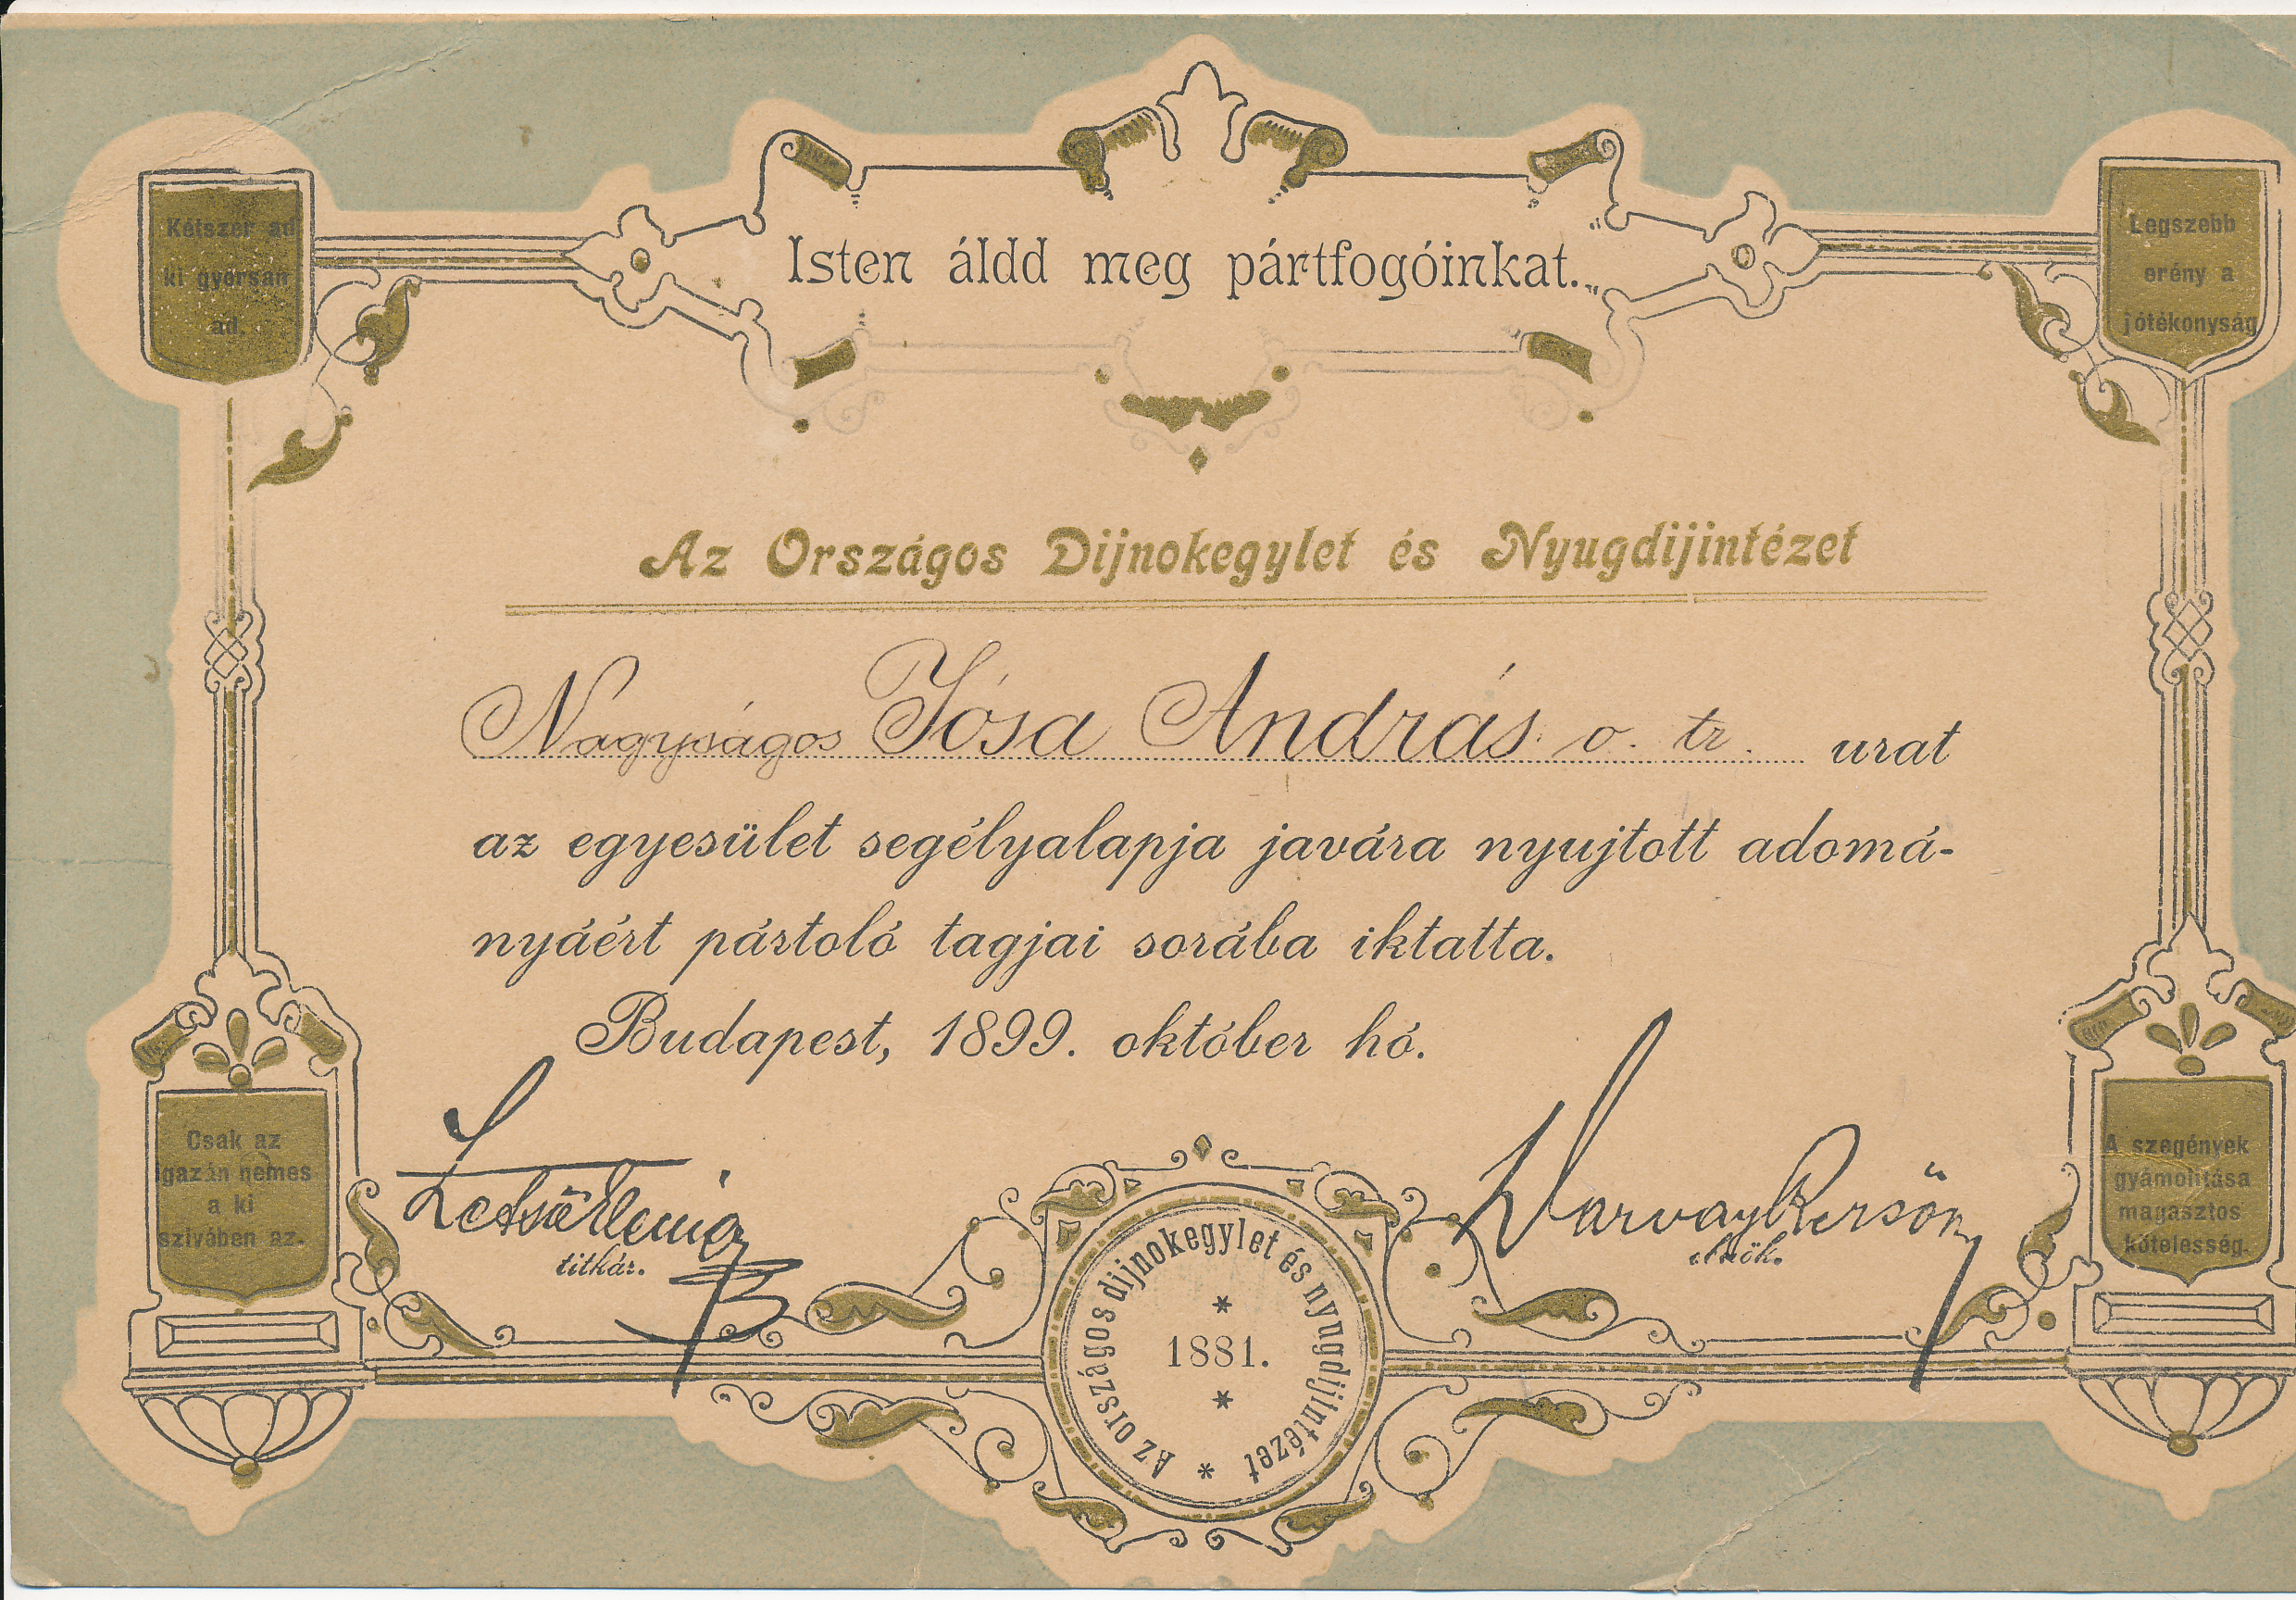 Kétszer ad
ki gyorsan
ad.
Isten áldd meg pártfogóinkat.
Legszebb
erény a
jótékonyság
Az Országos Dijnokegylet és Nyugdijintézet
Nagyságos Jósa András o. tr. urat
az egyesület segélyalapja javára nyujtott adomá-
nyáért pártoló tagjai sorába iktatta.
Budapest, 1899. október hó.
Csak az
igazán nemes
a ki
szivében az.
titkár.
elnök.
A szegények
gyámolitása
magasztos
kötelesség.
Az országos dijnokegylet és nyugdijintézet *
*
1881.
*